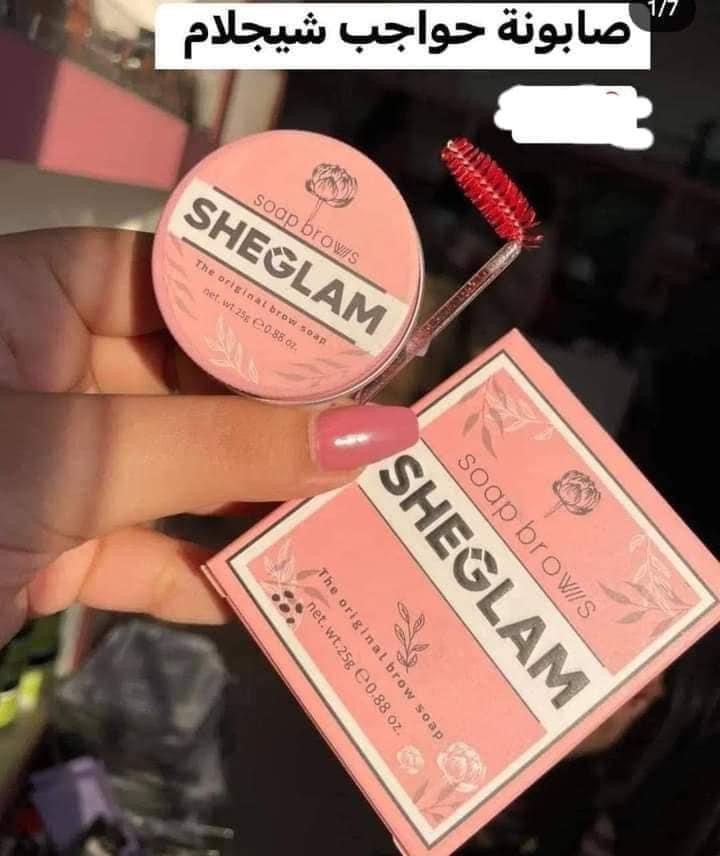 صابونة حواجب شيجلام
1/7
soap brows
SHEGLAM
The original brow soap
net. wt. 25g e 0.88 oz.
soap brows
SHEGLAM
The original brow soap
net. wt. 25g e 0.88 oz.